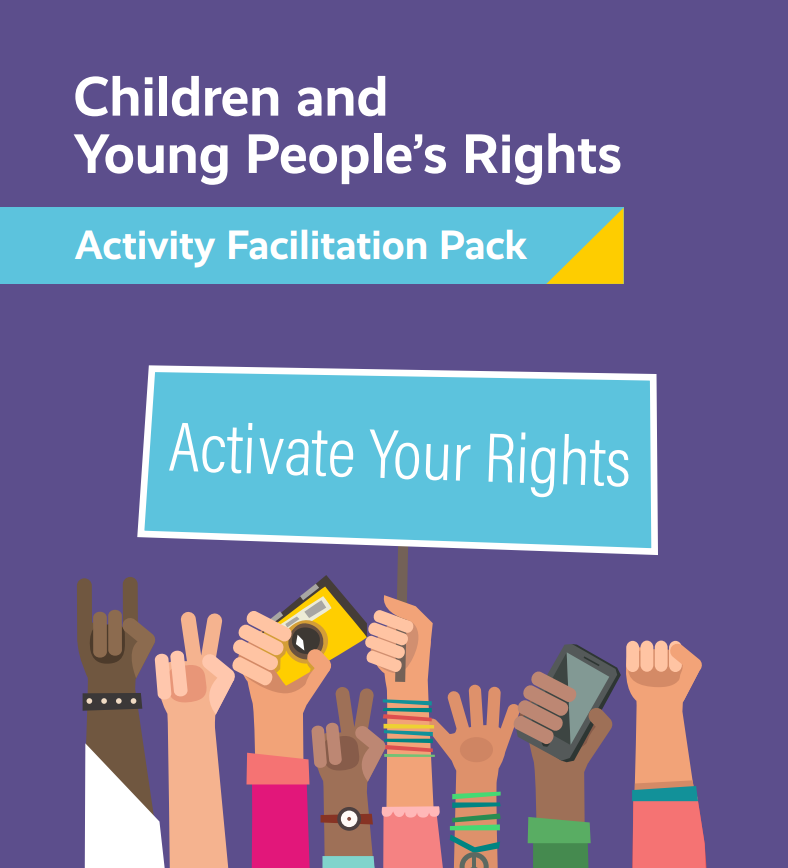 Children and
Young People’s Rights
Activity Facilitation Pack
Activate Your Rights